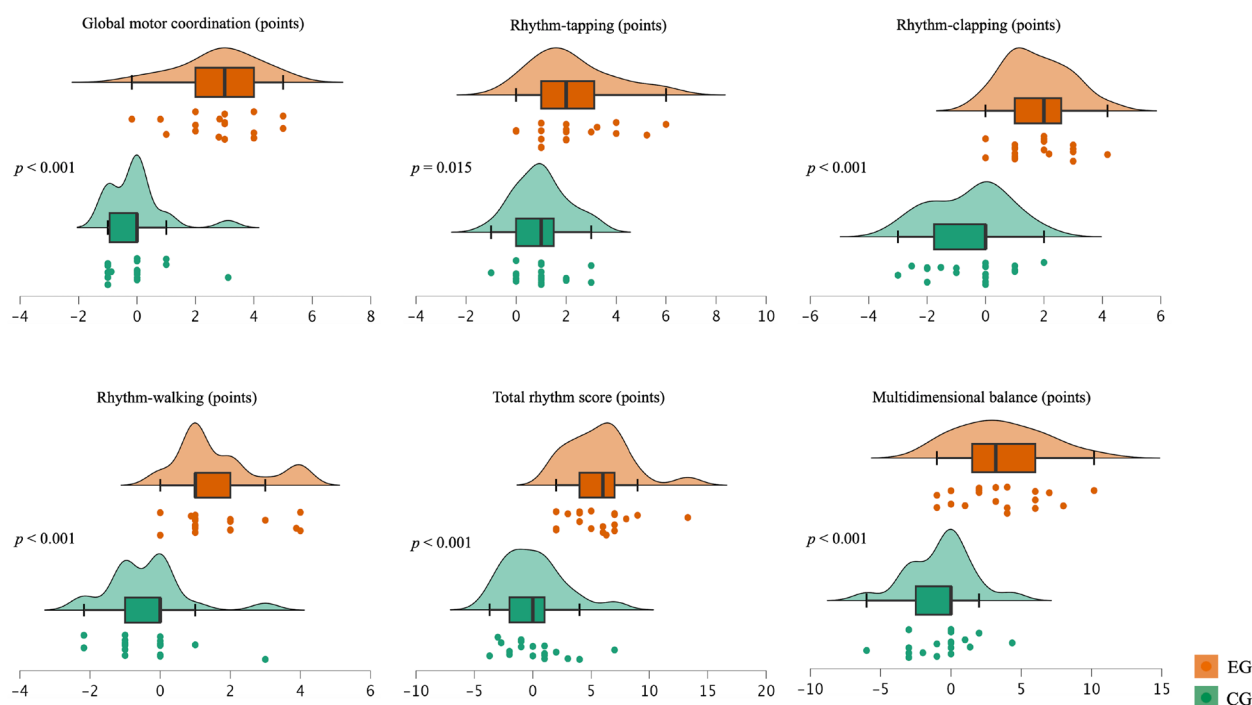 Global motor coordination (points)
Rhythm-tapping (points)
Rhythm-clapping (points)
p < 0.001
p = 0.015
p < 0.001
−4 −2 0 2 4 6 8
−4 −2 0 2 4 6 8 10
−6 −4 −2 0 2 4 6
Rhythm-walking (points)
Total rhythm score (points)
Multidimensional balance (points)
p < 0.001
p < 0.001
p < 0.001
−4 −2 0 2 4 6
−10 −5 0 5 10 15 20
−10 −5 0 5 10 15
EG
CG